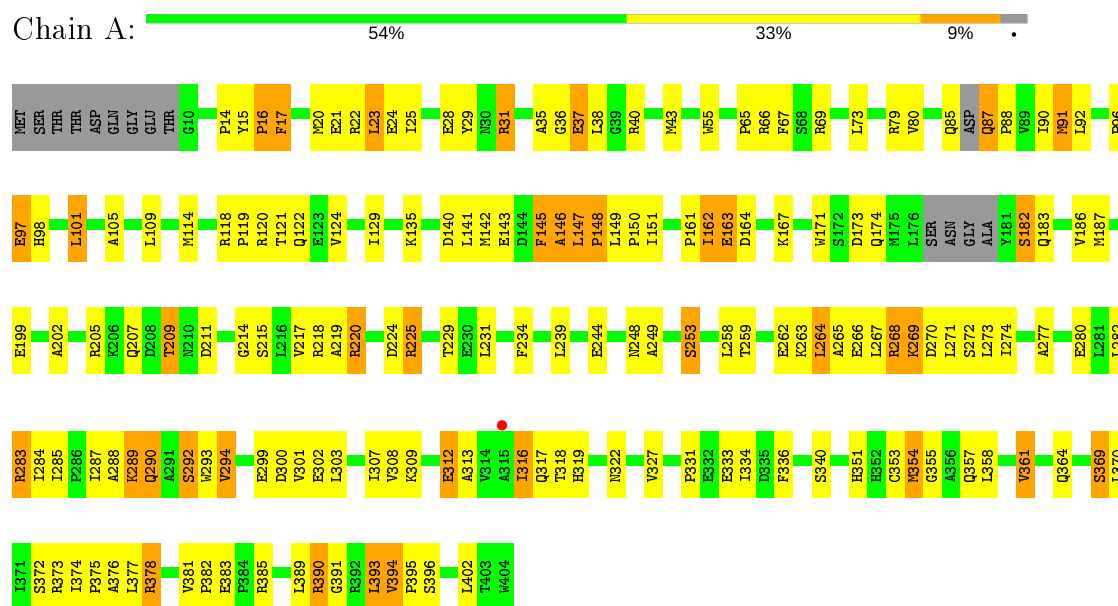 Chain A:
54% 33% 9% •
MET SER THR THR ASP GLN GLY GLU THR G10 P14 Y15 P16 F17 M20 E21 R22 L23 E24 I25 E28 Y29 N30 R31 A35 G36 E37 L38 G39 R40 M43 W55 P65 R66 F67 S68 R69 L73 R79 V80 Q85 ASP Q87 P88 V89 I90 M91 L92
E97 H98 L101 A105 L109 M114 R118 P119 R120 T121 Q122 E123 V124 I129 K135 D140 L141 M142 E143 D144 F145 A146 L147 P148 L149 P150 I151 P161 I162 E163 D164 K167 W171 S172 D173 Q174 M175 L176 SER ASN GLY ALA Y181 S182 Q183 V186 M187
E199 A202 R205 K206 Q207 D208 T209 N210 D211 G214 S215 L216 V217 R218 A219 R220 D224 R225 T229 E230 L231 F234 L239 E244 N248 A249 S253 L258 T259 E262 K263 L264 A265 E266 L267 R268 K269 D270 L271 S272 L273 I274 A277 E280 L281 L282
R283 I284 I285 P286 I287 A288 K289 Q290 A291 S292 W293 V294 E299 D300 V301 E302 L303 I307 V308 K309 E312 A313 V314 A315 I316 Q317 T318 H319 N322 V327 P331 E332 E333 I334 D335 F336 S340 H351 H352 C353 M354 G355 A356 Q357 L358 V361 Q364 S369 L370
I371 S372 R373 I374 P375 A376 L377 R378 V381 P382 E383 P384 R385 L389 R390 G391 R392 L393 V394 P395 S396 L402 T403 W404